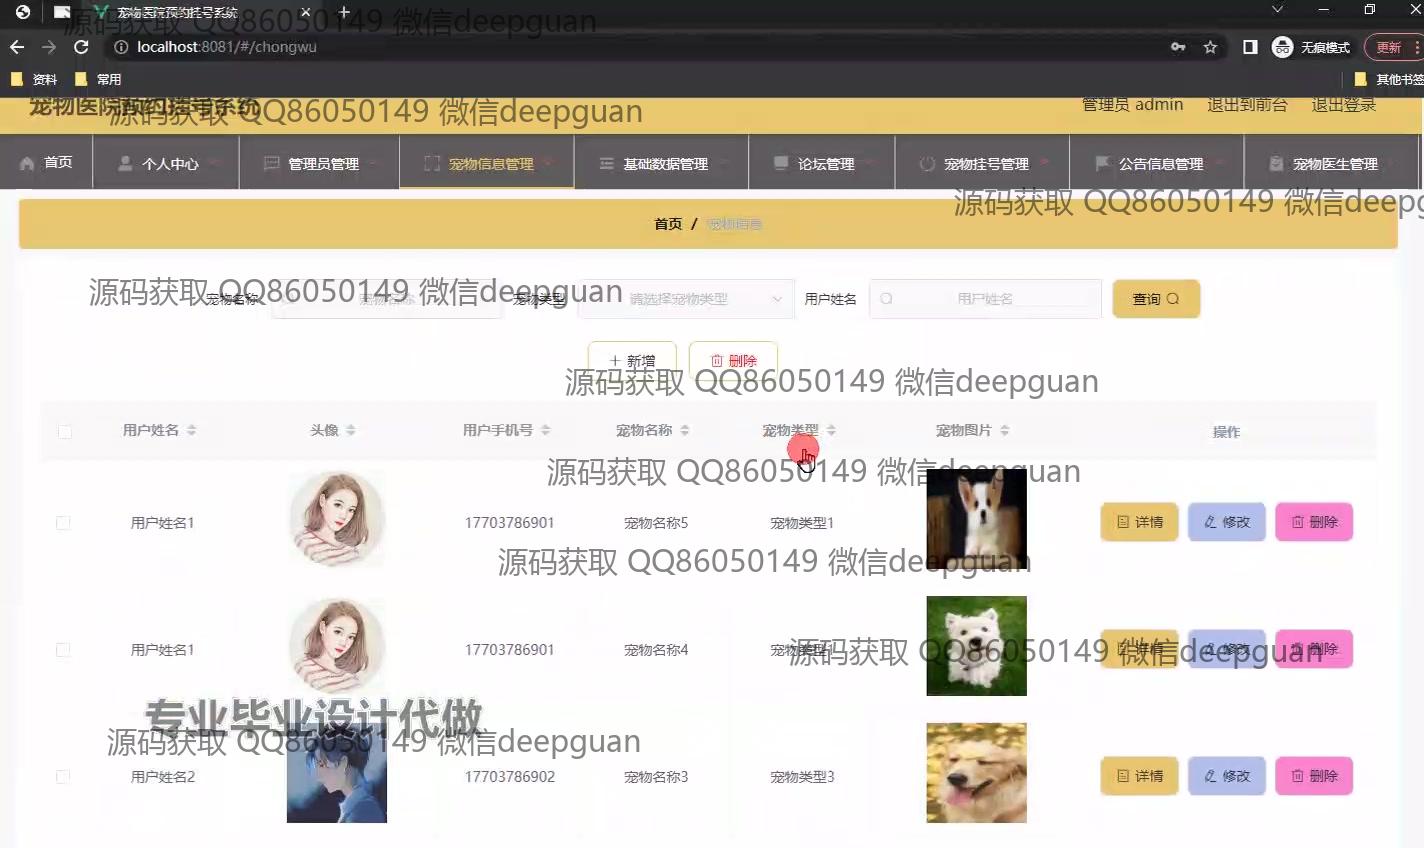 宠物医院预约挂号系统
源码获取 QQ86050149 微信deepguan
localhost:8081/#/chongwu
无痕模式
更新
资料
常用
其他书签
宠物医院预约挂号系统
源码获取 QQ86050149 微信deepguan
管理员 admin
退出到前台
退出登录
首页
个人中心
管理员管理
宠物信息管理
基础数据管理
论坛管理
宠物挂号管理
公告信息管理
宠物医生管理
源码获取 QQ86050149 微信deepg
首页 / 宠物信息
源码获取 QQ86050149 微信deepguan
宠物名称 宠物名称
宠物类型 请选择宠物类型
用户姓名 用户姓名
查询
新增
删除
源码获取 QQ86050149 微信deepguan
用户姓名 头像 用户手机号 宠物名称 宠物类型 宠物图片 操作
源码获取 QQ86050149 微信deepguan
用户姓名1 17703786901 宠物名称5 宠物类型1 详情 修改 删除
源码获取 QQ86050149 微信deepguan
用户姓名1 17703786901 宠物名称4 宠物类型1 详情 修改 删除
源码获取 QQ86050149 微信deepguan
专业毕业设计代做
源码获取 QQ86050149 微信deepguan
用户姓名2 17703786902 宠物名称3 宠物类型3 详情 修改 删除